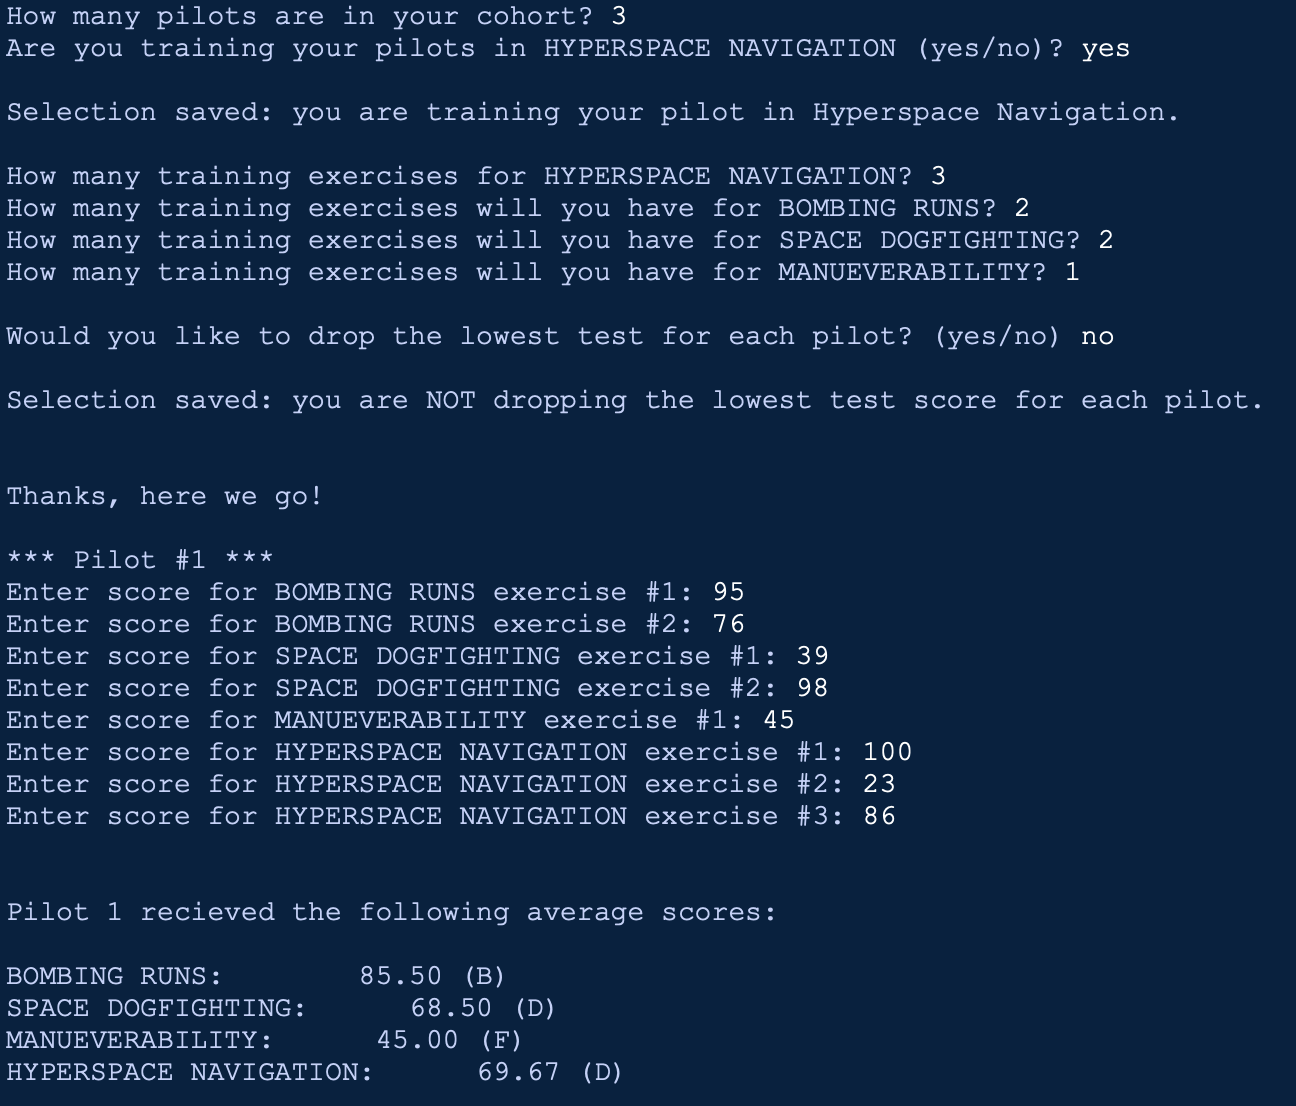 How many pilots are in your cohort? 3
Are you training your pilots in HYPERSPACE NAVIGATION (yes/no)? yes
Selection saved: you are training your pilot in Hyperspace Navigation.
How many training exercises for HYPERSPACE NAVIGATION? 3
How many training exercises will you have for BOMBING RUNS? 2
How many training exercises will you have for SPACE DOGFIGHTING? 2
How many training exercises will you have for MANUEVERABILITY? 1
Would you like to drop the lowest test for each pilot? (yes/no) no
Selection saved: you are NOT dropping the lowest test score for each pilot.
Thanks, here we go!
*** Pilot #1 ***
Enter score for BOMBING RUNS exercise #1: 95
Enter score for BOMBING RUNS exercise #2: 76
Enter score for SPACE DOGFIGHTING exercise #1: 39
Enter score for SPACE DOGFIGHTING exercise #2: 98
Enter score for MANUEVERABILITY exercise #1: 45
Enter score for HYPERSPACE NAVIGATION exercise #1: 100
Enter score for HYPERSPACE NAVIGATION exercise #2: 23
Enter score for HYPERSPACE NAVIGATION exercise #3: 86
Pilot 1 recieved the following average scores:
BOMBING RUNS: 85.50 (B)
SPACE DOGFIGHTING: 68.50 (D)
MANUEVERABILITY: 45.00 (F)
HYPERSPACE NAVIGATION: 69.67 (D)